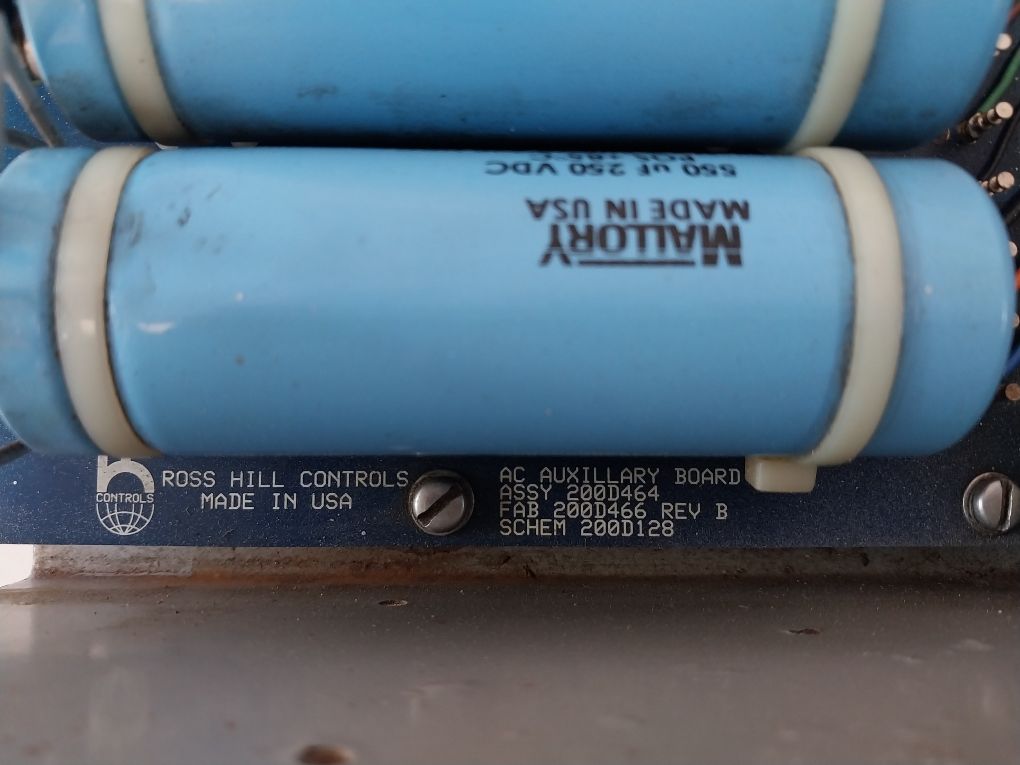 MALLORY
MADE IN USA
550 uF 250 VDC
CONTROLS
ROSS HILL CONTROLS
MADE IN USA
AC AUXILLARY BOARD
ASSY 200D464
FAB 200D466 REV B
SCHEM 200D128